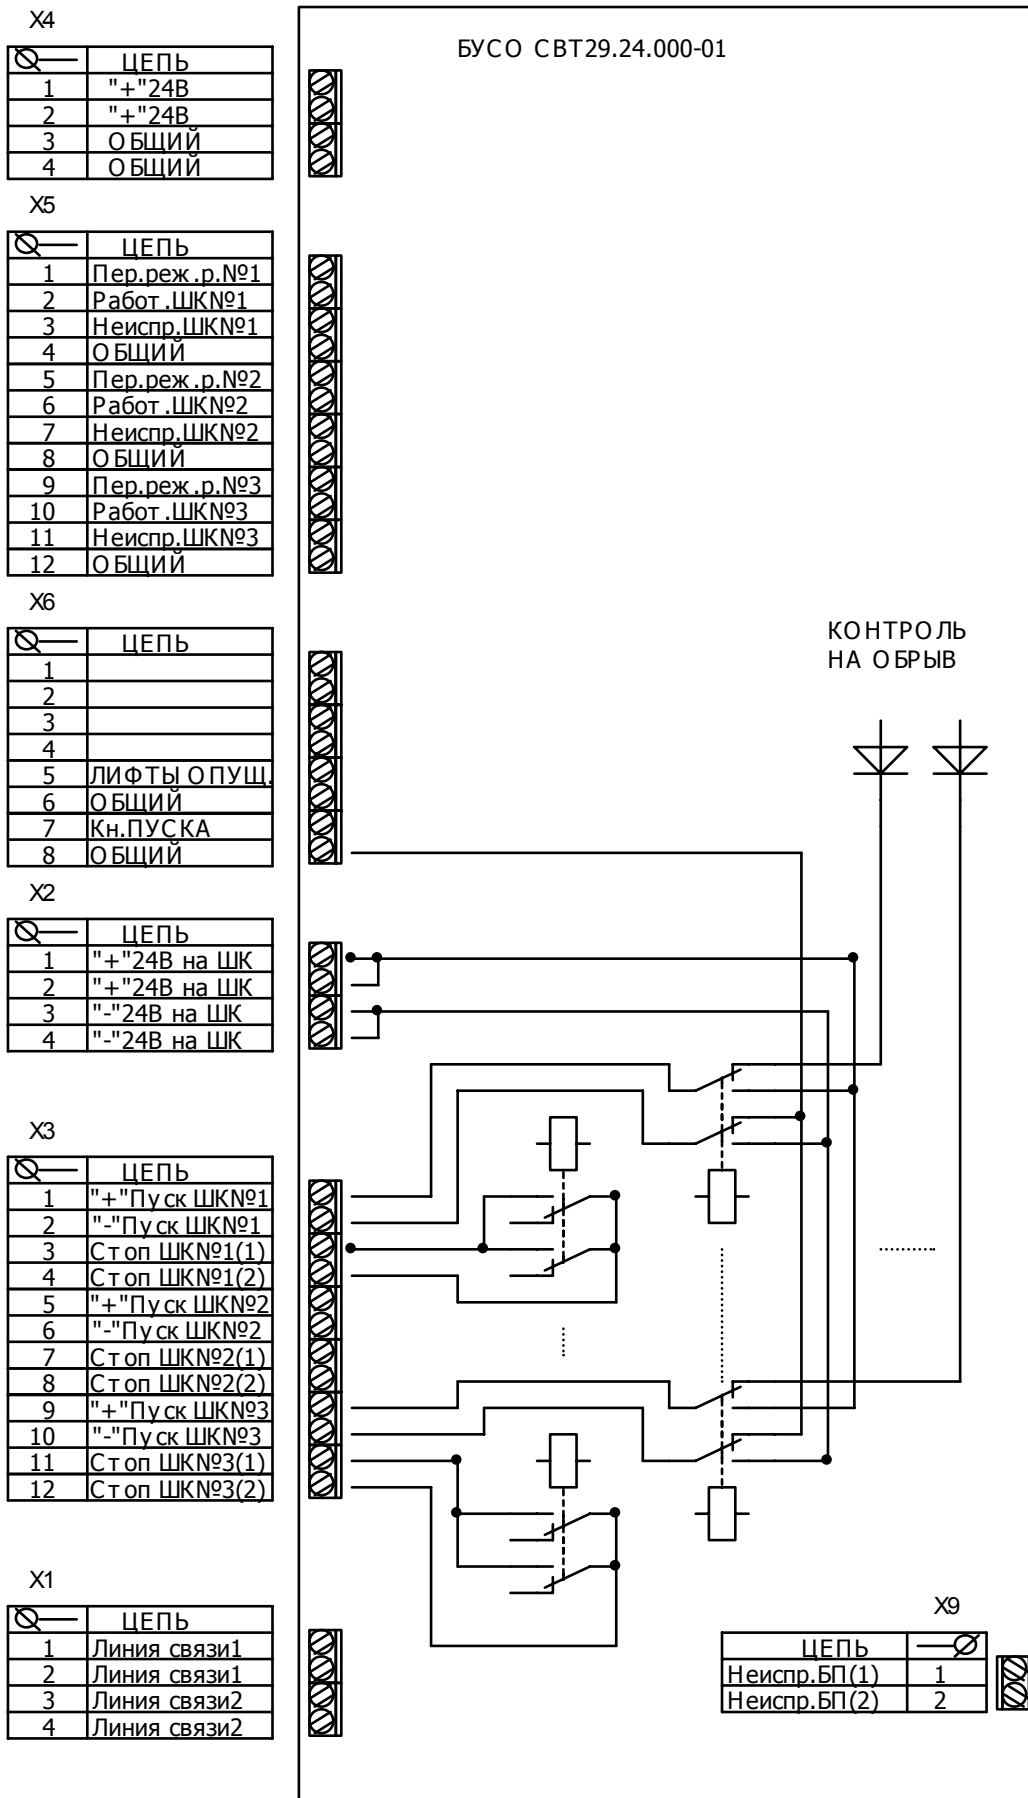 X4
БУСО СВТ29.24.000-01
ЦЕПЬ
1 "+"24В
2 "+"24В
3 ОБЩИЙ
4 ОБЩИЙ
X5
ЦЕПЬ
1 Пер.реж.р.№1
2 Работ.ШК№1
3 Неиспр.ШК№1
4 ОБЩИЙ
5 Пер.реж.р.№2
6 Работ.ШК№2
7 Неиспр.ШК№2
8 ОБЩИЙ
9 Пер.реж.р.№3
10 Работ.ШК№3
11 Неиспр.ШК№3
12 ОБЩИЙ
X6
ЦЕПЬ
1
2
3
4
5 ЛИФТЫ ОПУЩ.
6 ОБЩИЙ
7 Кн.ПУСКА
8 ОБЩИЙ
КОНТРОЛЬ
НА ОБРЫВ
X2
ЦЕПЬ
1 "+"24В на ШК
2 "+"24В на ШК
3 "-"24В на ШК
4 "-"24В на ШК
X3
ЦЕПЬ
1 "+"Пуск ШК№1
2 "-"Пуск ШК№1
3 Стоп ШК№1(1)
4 Стоп ШК№1(2)
5 "+"Пуск ШК№2
6 "-"Пуск ШК№2
7 Стоп ШК№2(1)
8 Стоп ШК№2(2)
9 "+"Пуск ШК№3
10 "-"Пуск ШК№3
11 Стоп ШК№3(1)
12 Стоп ШК№3(2)
X1
ЦЕПЬ
1 Линия связи1
2 Линия связи1
3 Линия связи2
4 Линия связи2
X9
ЦЕПЬ
Неиспр.БП(1) 1
Неиспр.БП(2) 2